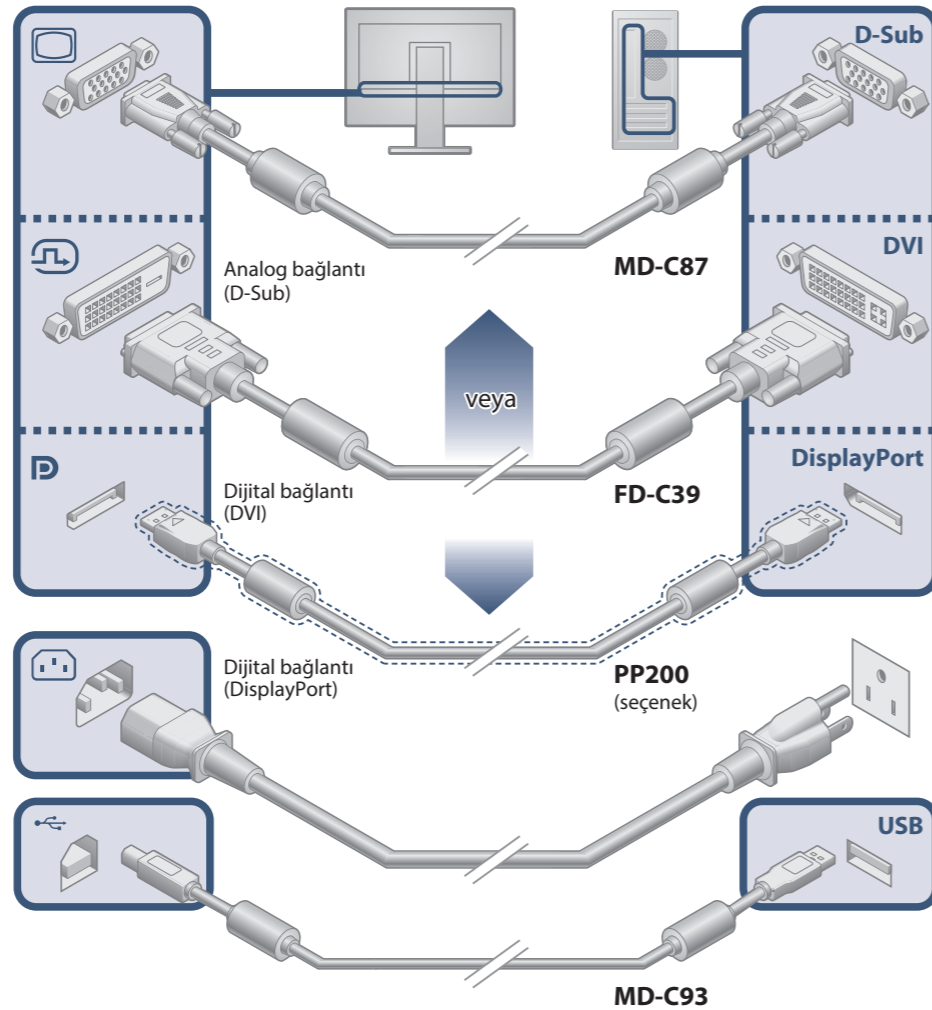 D-Sub
Analog bağlantı
(D-Sub)
MD-C87
DVI
veya
Dijital bağlantı
(DVI)
FD-C39
DisplayPort
Dijital bağlantı
(DisplayPort)
PP200
(seçenek)
USB
MD-C93